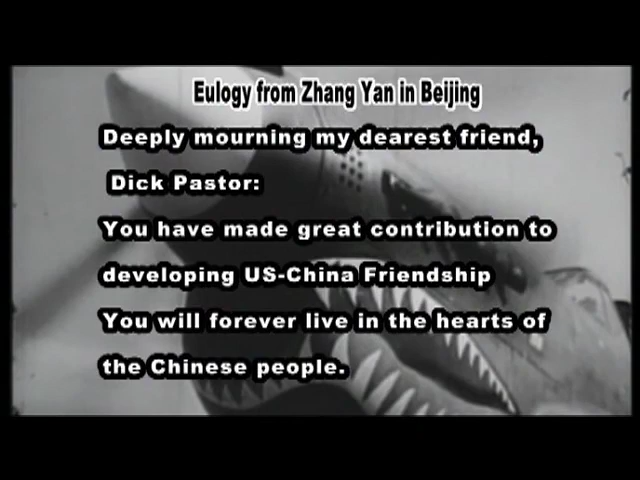 Eulogy from Zhang Yan in Beijing
Deeply mourning my dearest friend,
Dick Pastor:
You have made great contribution to
developing US-China Friendship
You will forever live in the hearts of
the Chinese people.